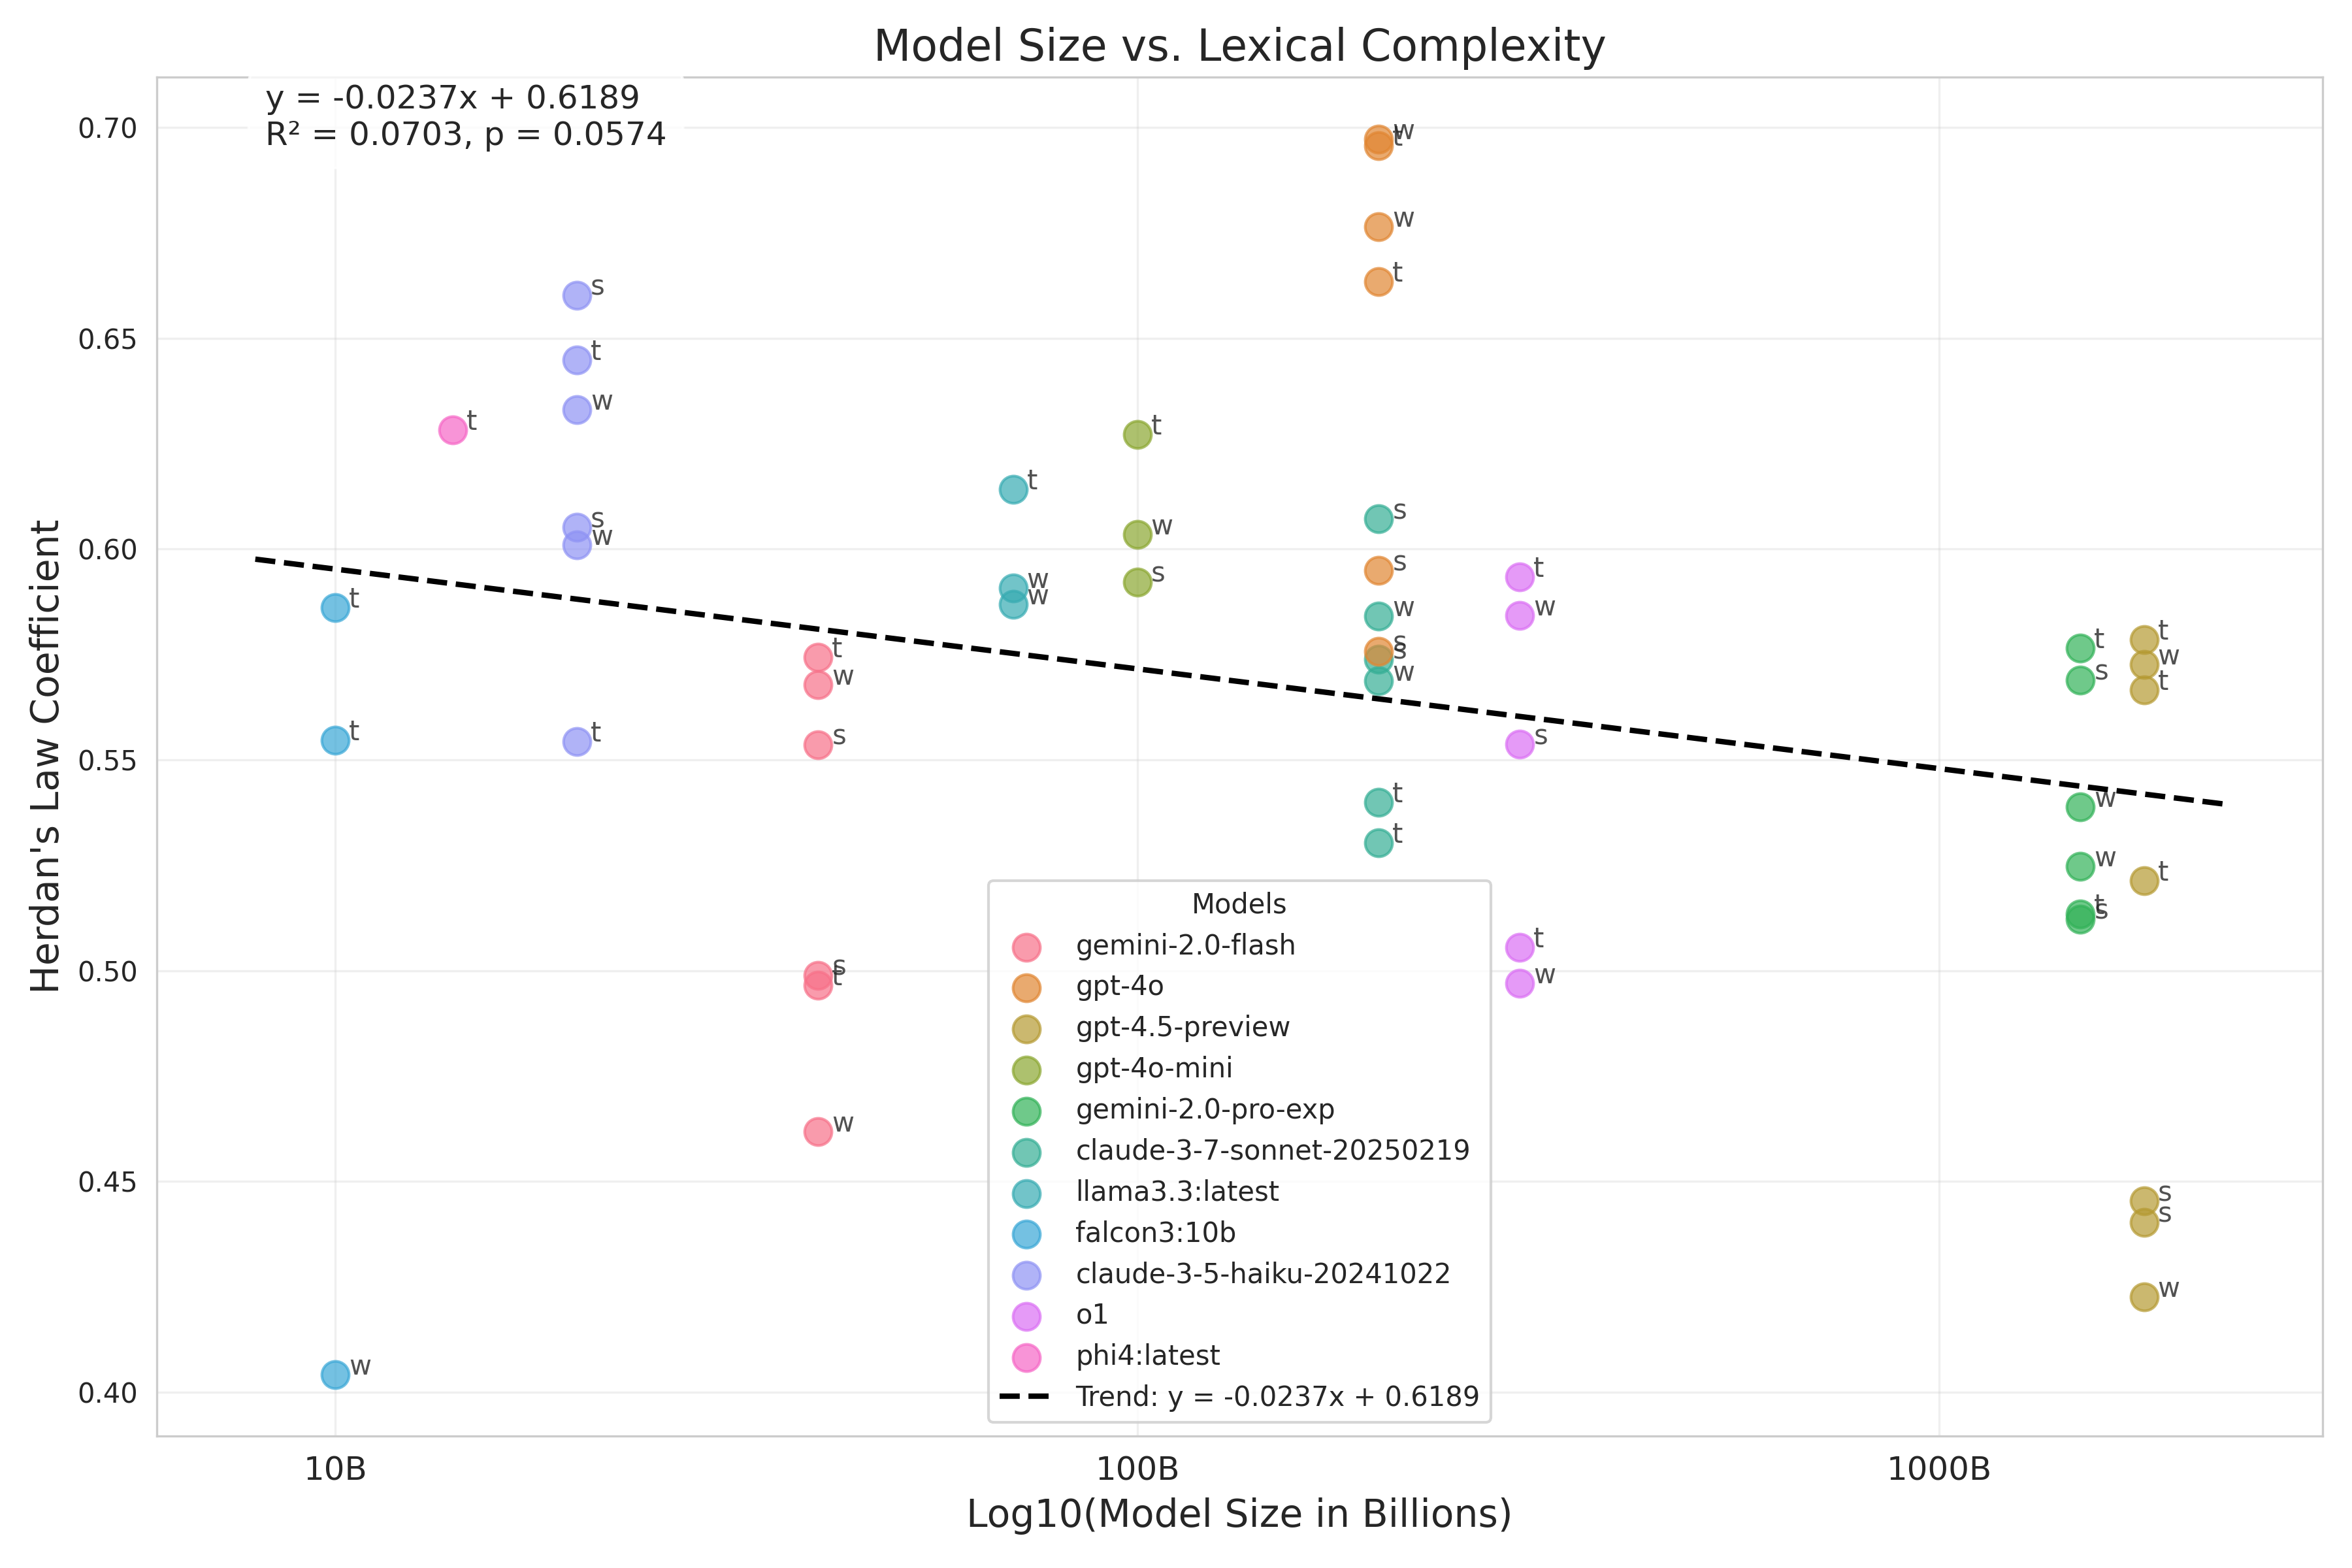 Model Size vs. Lexical Complexity
y = -0.0237x + 0.6189
R² = 0.0703, p = 0.0574
Herdan's Law Coefficient
0.70
0.65
0.60
0.55
0.50
0.45
0.40
w
t
w
t
s
t
w
t
s
w
t
t
t
w
w
t
w
s
s
s
w
s
s
w
t
t
t
w
s
t
w
t
w
s
s
t
w
t
t
w
s
t
s
w
w
t
s
t
w
t
t
s
s
w
w
Models
gemini-2.0-flash
gpt-4o
gpt-4.5-preview
gpt-4o-mini
gemini-2.0-pro-exp
claude-3-7-sonnet-20250219
llama3.3:latest
falcon3:10b
claude-3-5-haiku-20241022
o1
phi4:latest
Trend: y = -0.0237x + 0.6189
10B
100B
1000B
Log10(Model Size in Billions)